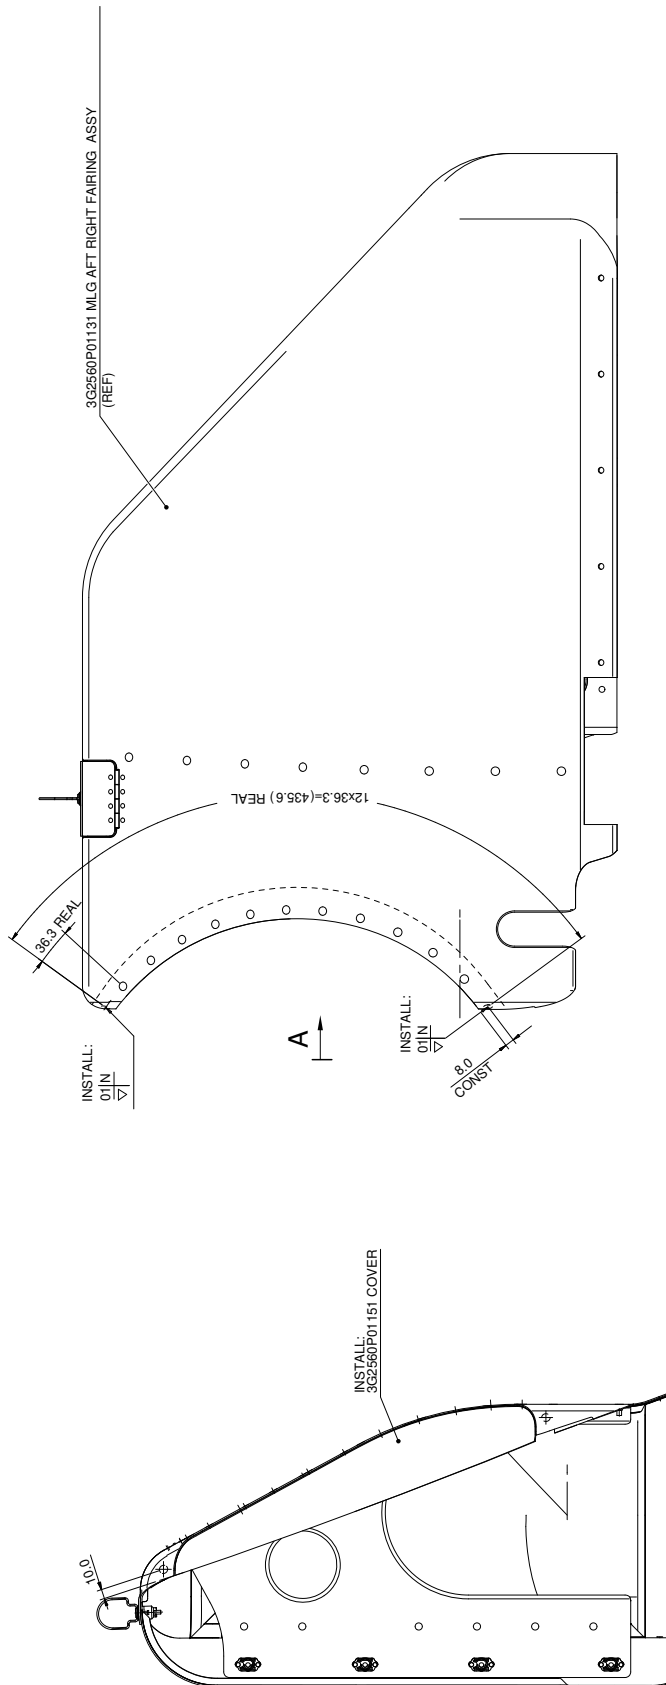 3G2560P01131 MLG AFT RIGHT FAIRING ASSY
(REF)
12x36.3=(435.6) REAL
36.3 REAL
INSTALL:
01 N
A
INSTALL:
01 N
8.0
CONST
INSTALL:
3G2560P01151 COVER
10.0